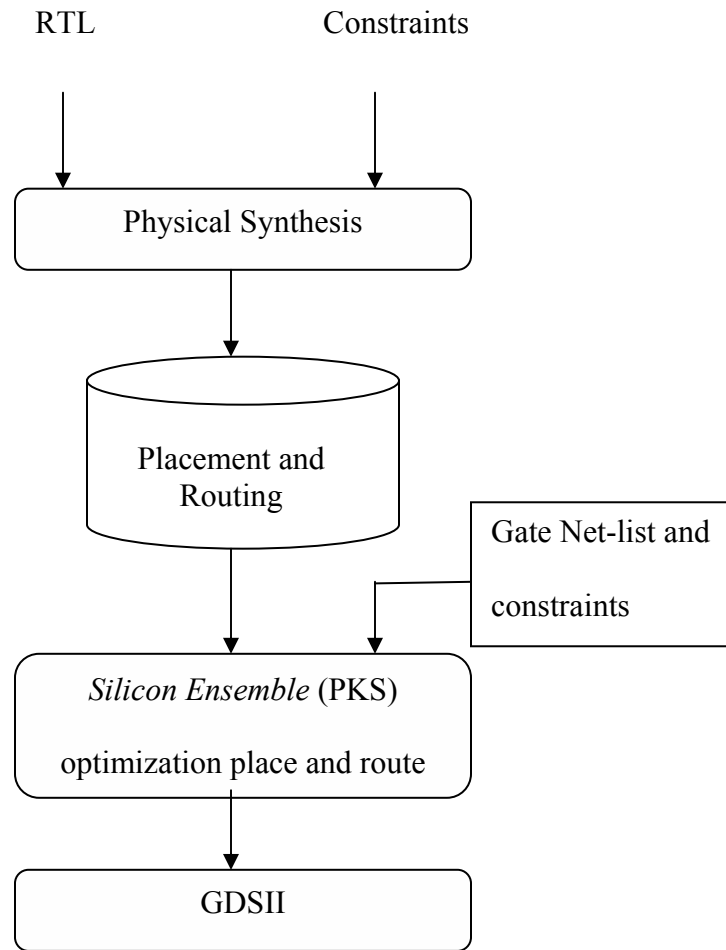 RTL
Constraints
Physical Synthesis
Placement and
Routing
Gate Net-list and
constraints
Silicon Ensemble (PKS)
optimization place and route
GDSII